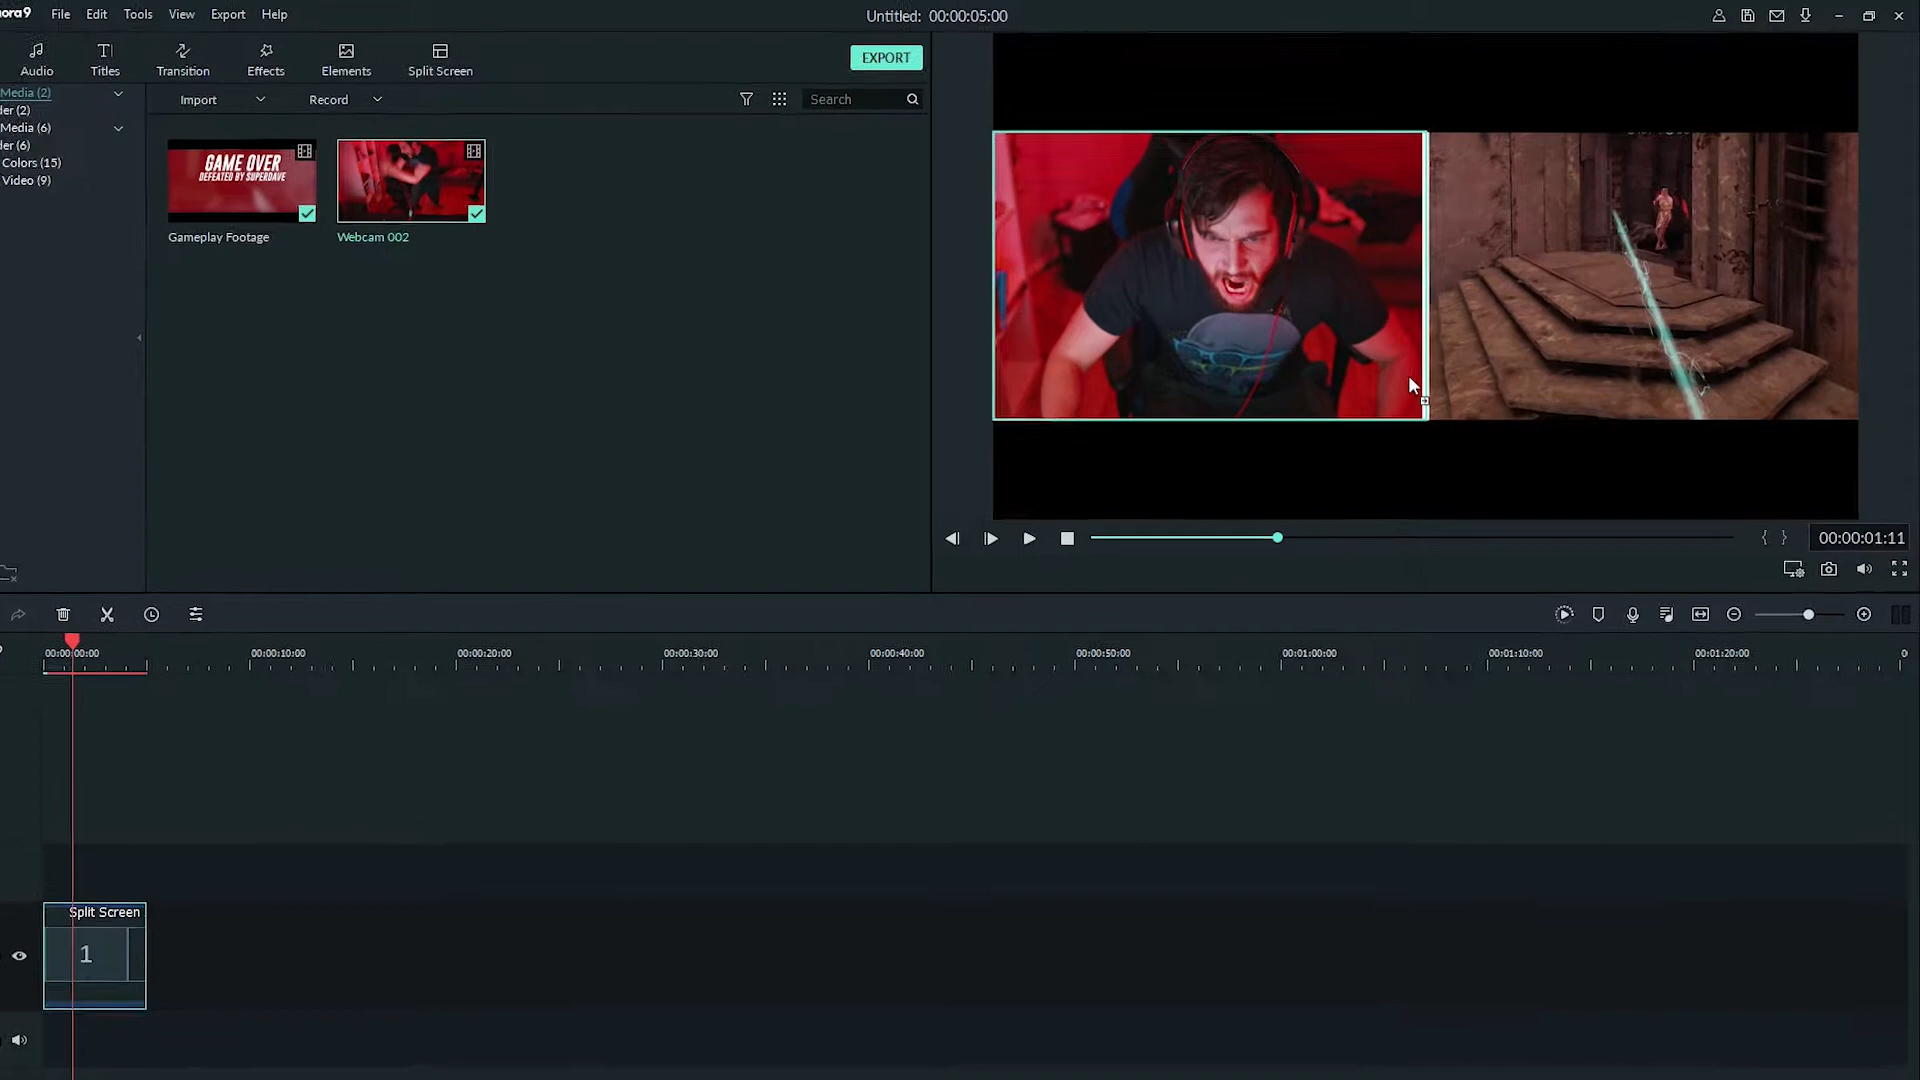 ora9 File Edit Tools View Export Help
Untitled: 00:00:05:00
Audio Titles Transition Effects Elements Split Screen
EXPORT
Media (2)
der (2)
Media (6)
der (6)
Colors (15)
Video (9)
Import Record Search
GAME OVER
DEFEATED BY SUPERDAVE
Gameplay Footage Webcam 002
{ } 00:00:01:11
00:00:00:00 00:00:10:00 00:00:20:00 00:00:30:00 00:00:40:00 00:00:50:00 00:01:00:00 00:01:10:00 00:01:20:00
Split Screen
1